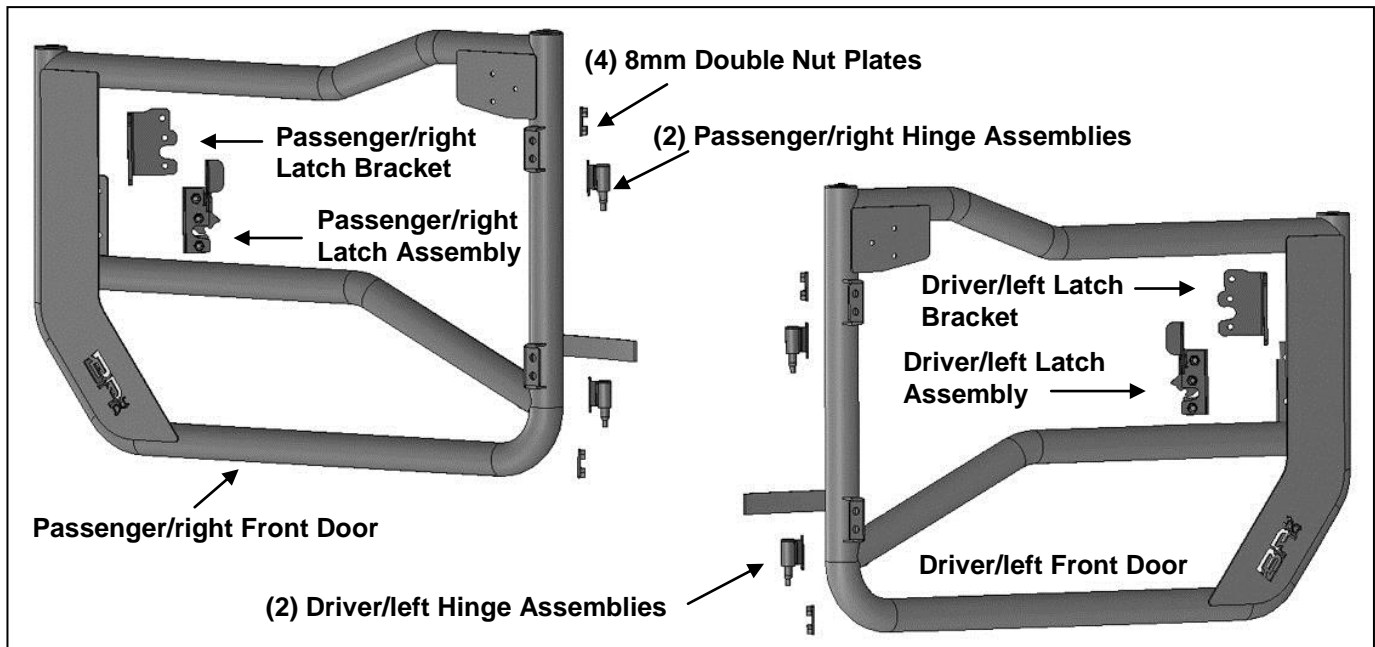 (4) 8mm Double Nut Plates
(2) Passenger/right Hinge Assemblies
Passenger/right
Latch Bracket
Passenger/right
Latch Assembly
Driver/left Latch
Bracket
Driver/left Latch
Assembly
Passenger/right Front Door
Driver/left Front Door
(2) Driver/left Hinge Assemblies